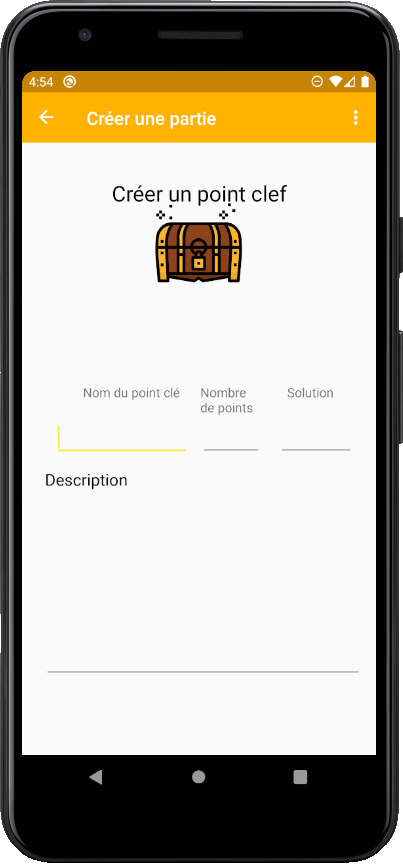 4:54
Créer une partie
Créer un point clef
Nom du point clé
Nombre
de points
Solution
Description